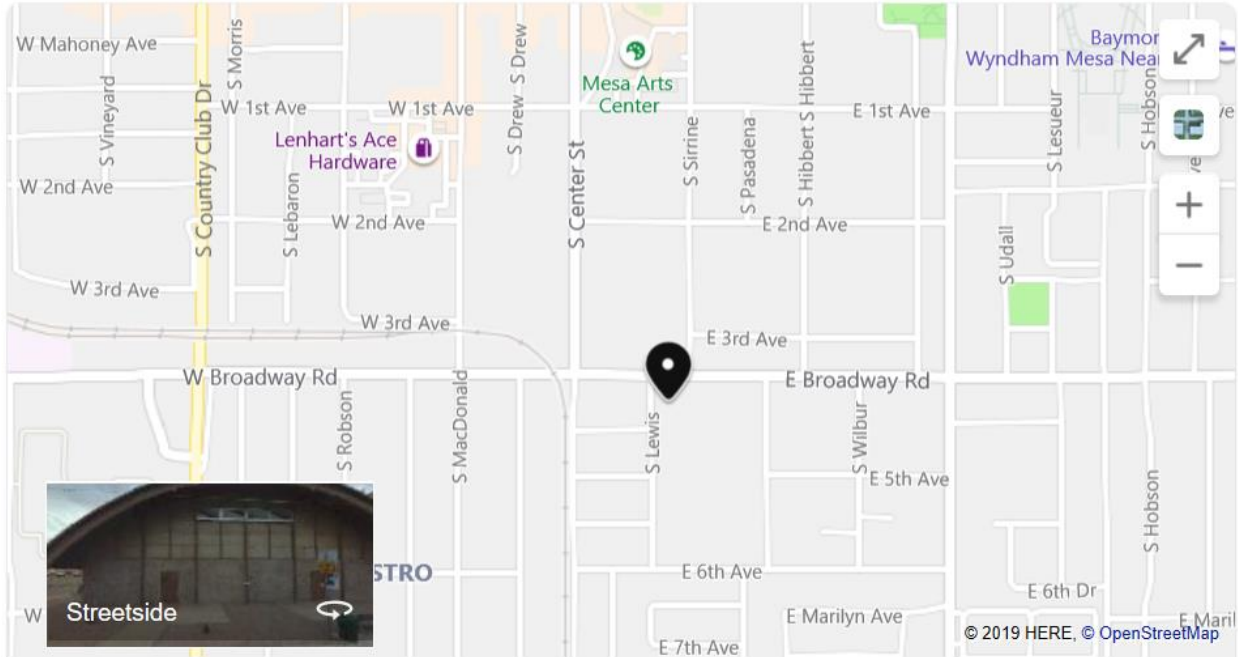 W Mahoney Ave
S Vineyard
S Country Club Dr
S Morris
W 1st Ave
W 1st Ave
S Drew
S Drew
Mesa Arts
Center
S Hibbert
S Hibbert
E 1st Ave
Baymor
Wyndham Mesa Nea
S Lesueur
S Hobson
ve
ve
Lenhart's Ace
Hardware
W 2nd Ave
S Lebaron
W 2nd Ave
S Center St
S Sirrine
S Pasadena
E 2nd Ave
S Udall
W 3rd Ave
W 3rd Ave
E 3rd Ave
W Broadway Rd
E Broadway Rd
S Robson
S MacDonald
S Lewis
S Wilbur
E 5th Ave
S Hobson
STRO
E 6th Ave
E 6th Dr
W
Streetside
E Marilyn Ave
E Maril
E 7th Ave
© 2019 HERE, © OpenStreetMap